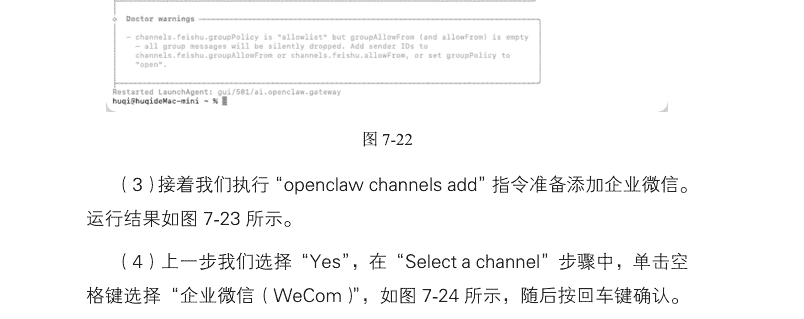 Doctor warnings
- channels.feishu.groupPolicy is "allowlist" but groupAllowFrom (and allowFrom) is empty
— all group messages will be silently dropped. Add sender IDs to
channels.feishu.groupAllowFrom or channels.feishu.allowFrom, or set groupPolicy to
"open".
Restarted LaunchAgent: gui/501/ai.openclaw.gateway
huqi@huqideMac-mini ~ %
图 7-22
（3）接着我们执行“openclaw channels add”指令准备添加企业微信。
运行结果如图 7-23 所示。
（4）上一步我们选择“Yes”，在“Select a channel”步骤中，单击空
格键选择“企业微信（WeCom）”，如图 7-24 所示，随后按回车键确认。